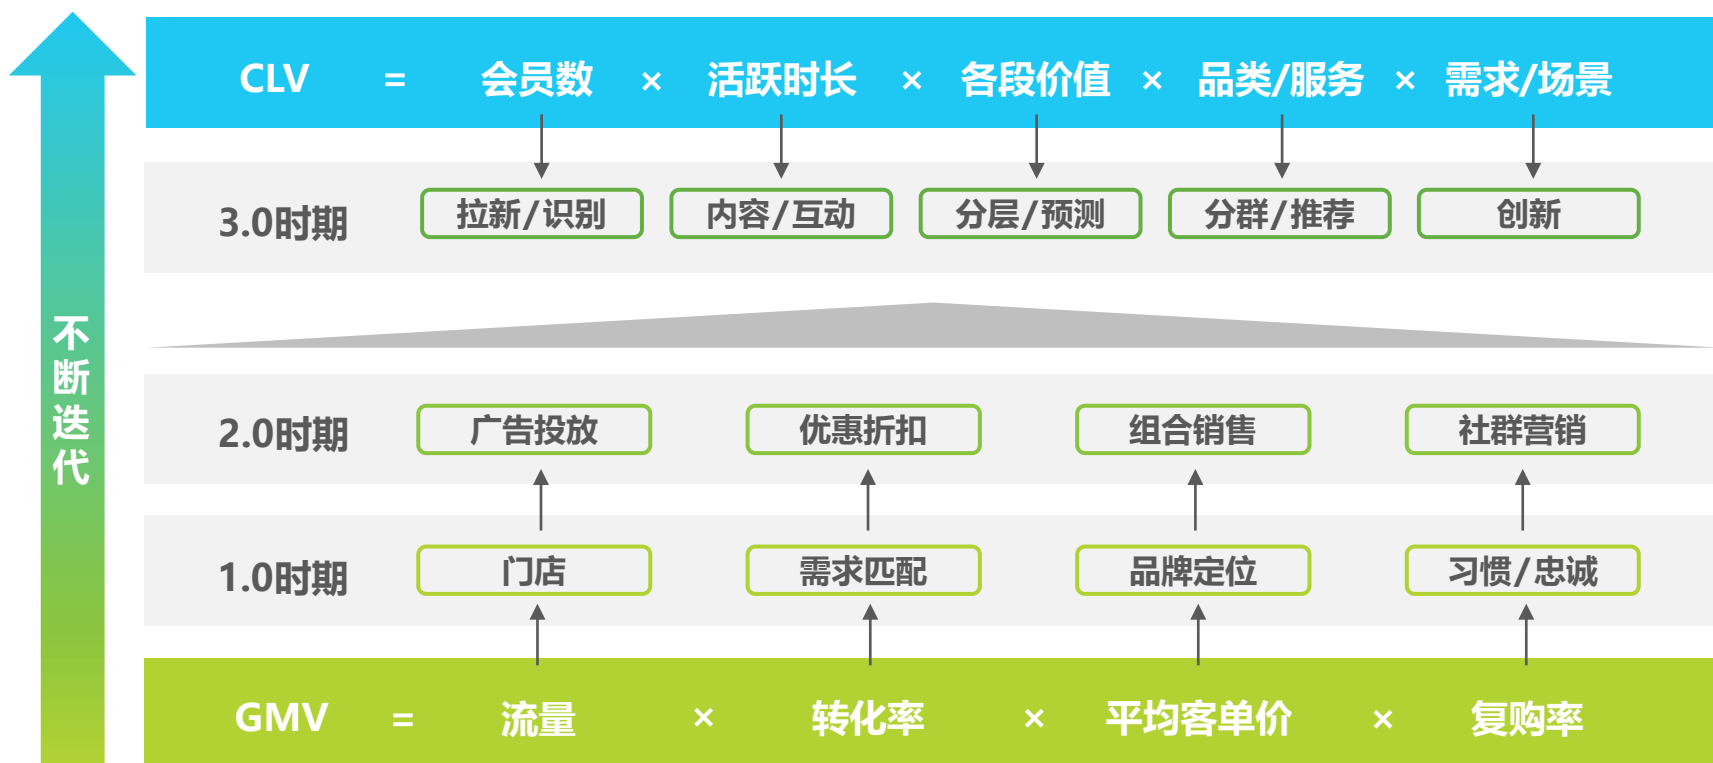 CLV = 会员数 × 活跃时长 × 各段价值 × 品类/服务 × 需求/场景
3.0时期 拉新/识别 内容/互动 分层/预测 分群/推荐 创新
不断迭代
2.0时期 广告投放 优惠折扣 组合销售 社群营销
1.0时期 门店 需求匹配 品牌定位 习惯/忠诚
GMV = 流量 × 转化率 × 平均客单价 × 复购率